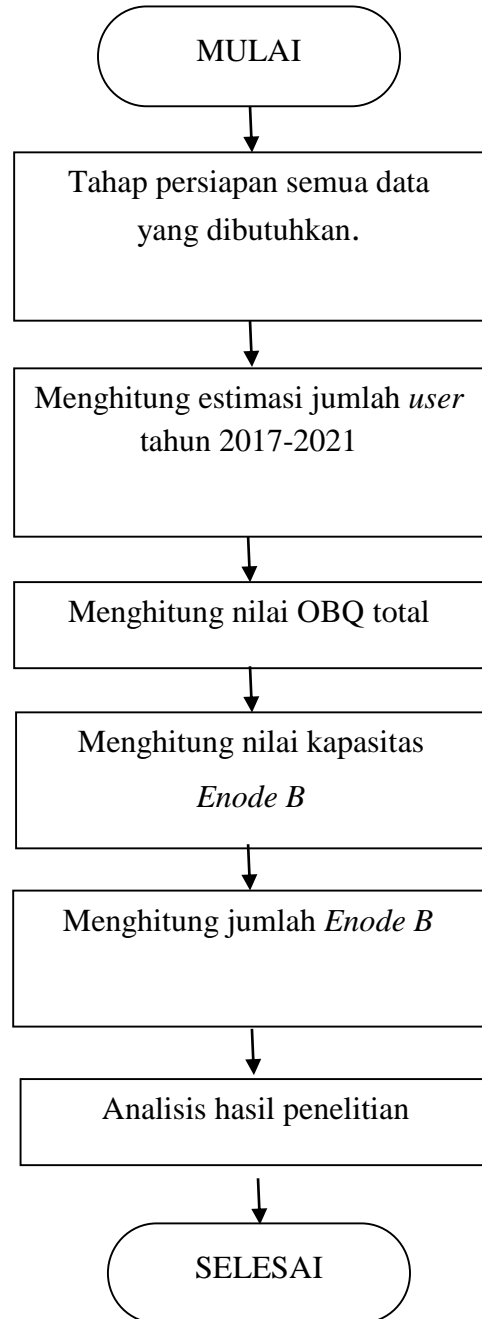 MULAI
Tahap persiapan semua data
yang dibutuhkan.
Menghitung estimasi jumlah user
tahun 2017-2021
Menghitung nilai OBQ total
Menghitung nilai kapasitas
Enode B
Menghitung jumlah Enode B
Analisis hasil penelitian
SELESAI